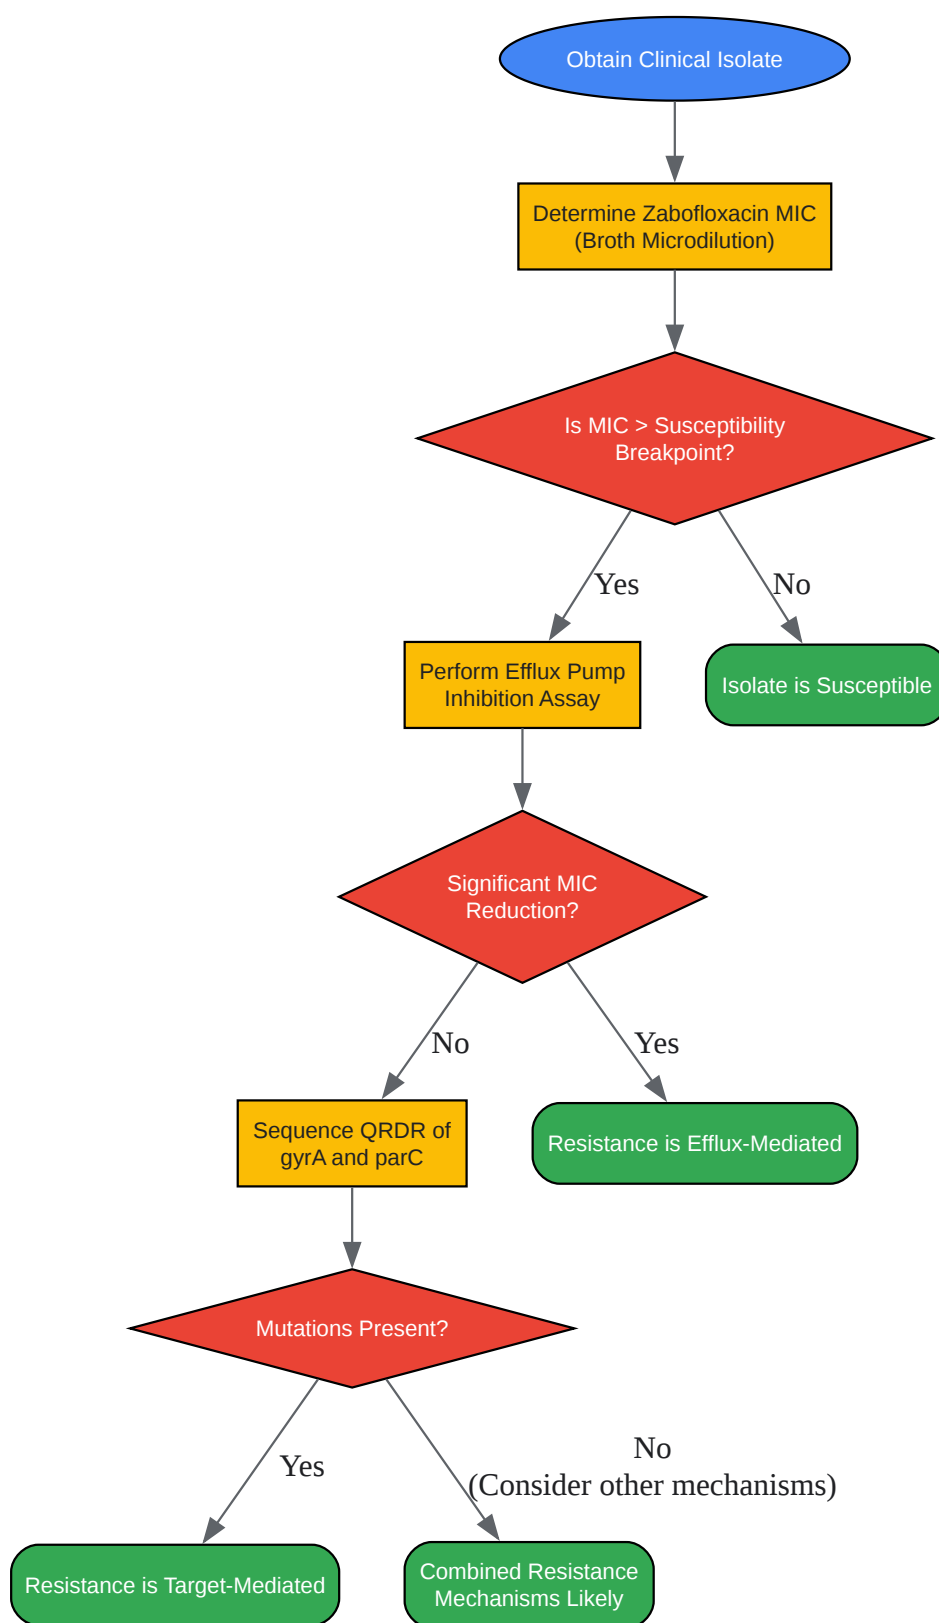 Obtain Clinical Isolate
Determine Zabofloxacin MIC
(Broth Microdilution)
Is MIC > Susceptibility
Breakpoint?
Yes
No
Perform Efflux Pump
Inhibition Assay
Isolate is Susceptible
Significant MIC
Reduction?
No
Yes
Sequence QRDR of
gyrA and parC
Resistance is Efflux-Mediated
Mutations Present?
Yes
No
(Consider other mechanisms)
Resistance is Target-Mediated
Combined Resistance
Mechanisms Likely